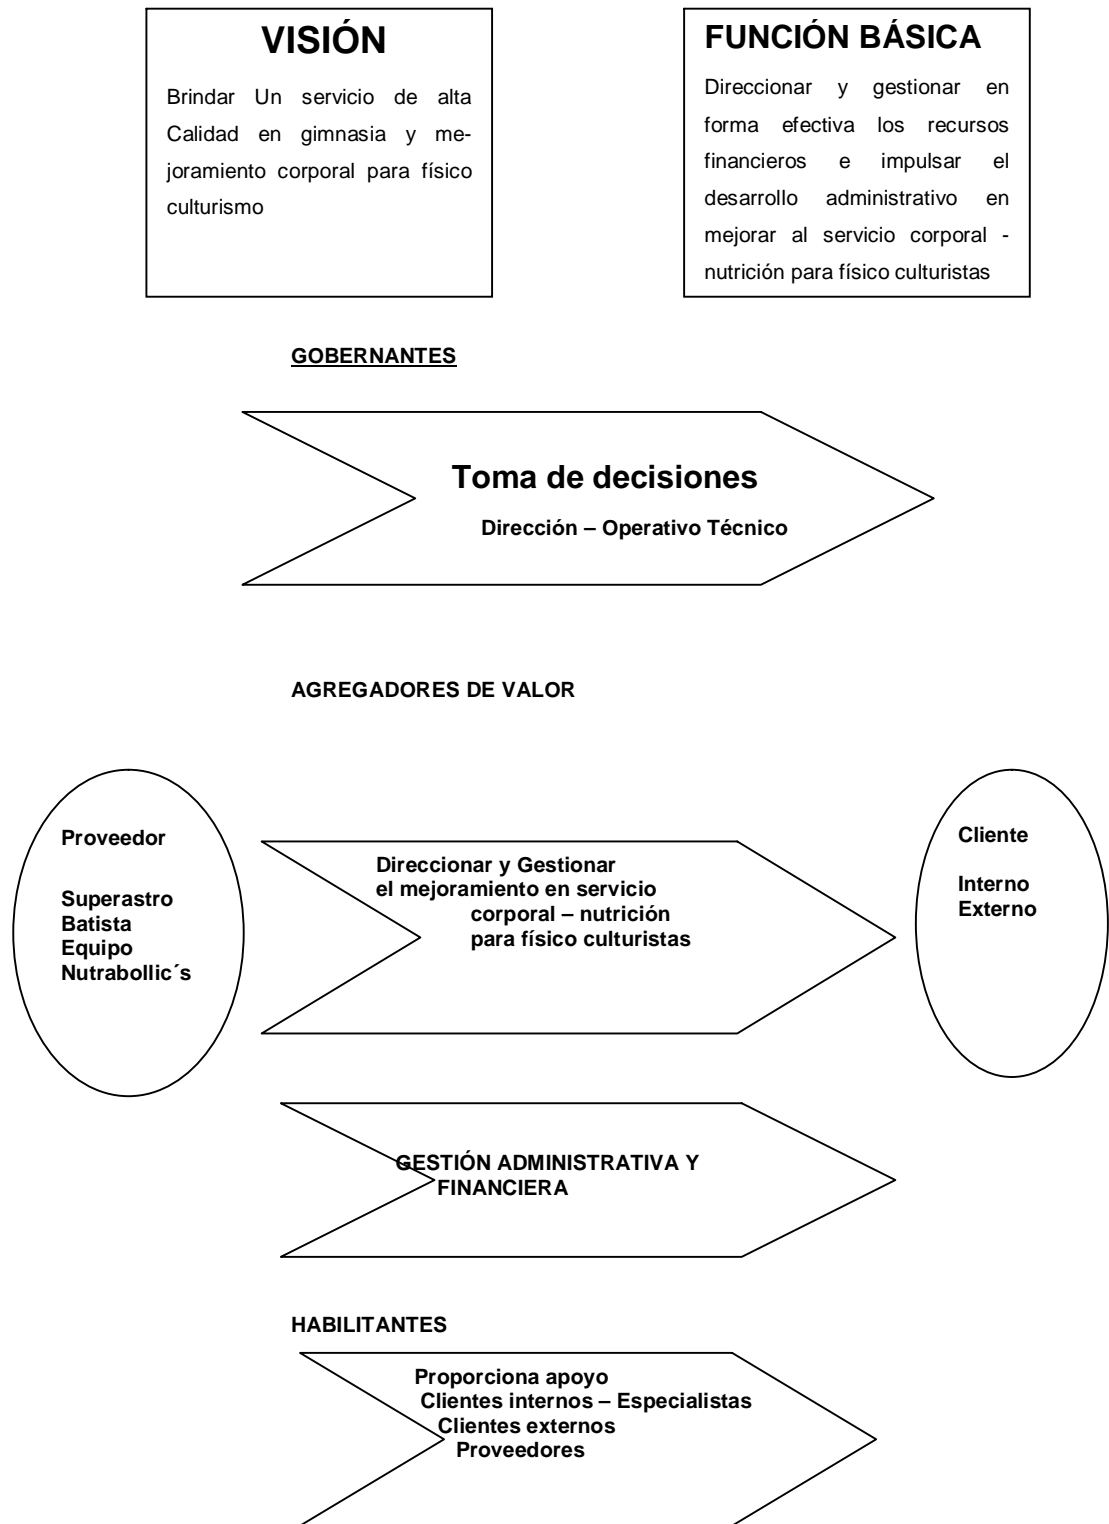 VISIÓN
Brindar Un servicio de alta
Calidad en gimnasia y me-
joramiento corporal para físico
culturismo
FUNCIÓN BÁSICA
Direccionar y gestionar en
forma efectiva los recursos
financieros e impulsar el
desarrollo administrativo en
mejorar al servicio corporal -
nutrición para físico culturistas
GOBERNANTES
Toma de decisiones
Dirección – Operativo Técnico
AGREGADORES DE VALOR
Proveedor
Superastro
Batista
Equipo
Nutrabollic´s
Direccionar y Gestionar
el mejoramiento en servicio
corporal – nutrición
para físico culturistas
Cliente
Interno
Externo
GESTIÓN ADMINISTRATIVA Y
FINANCIERA
HABILITANTES
Proporciona apoyo
Clientes internos – Especialistas
Clientes externos
Proveedores